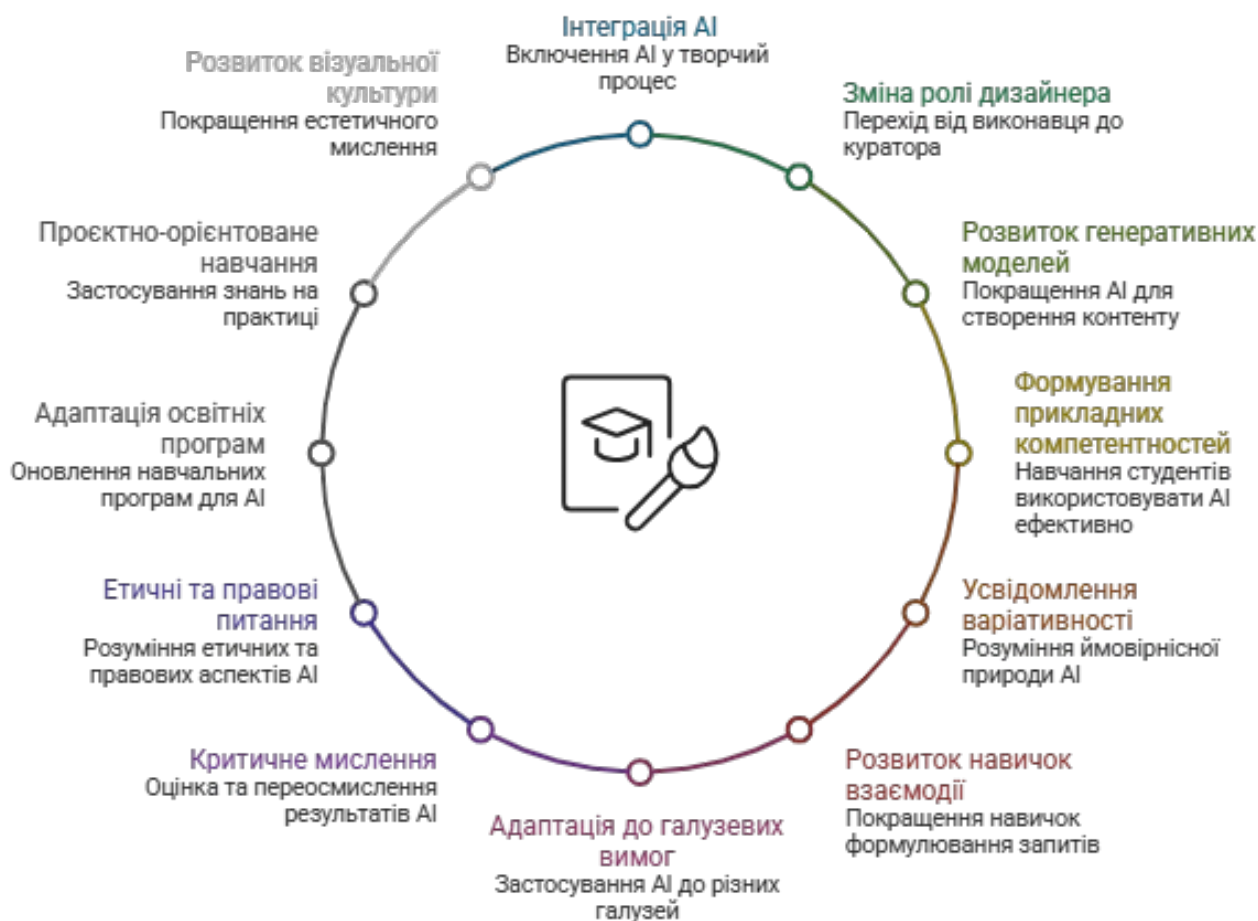 Інтеграція AI
Включення AI у творчий
процес
Зміна ролі дизайнера
Перехід від виконавця до
куратора
Розвиток генеративних
моделей
Покращення AI для
створення контенту
Формування
прикладних
компетентностей
Навчання студентів
використовувати AI
ефективно
Усвідомлення
варіативності
Розуміння ймовірнісної
природи AI
Розвиток навичок
взаємодії
Покращення навичок
формулювання запитів
Адаптація до галузевих
вимог
Застосування AI до різних
галузей
Критичне мислення
Оцінка та переосмислення
результатів AI
Етичні та правові
питання
Розуміння етичних та
правових аспектів AI
Адаптація освітніх
програм
Оновлення навчальних
програм для AI
Проєктно-орієнтоване
навчання
Застосування знань на
практиці
Розвиток візуальної
культури
Покращення естетичного
мислення